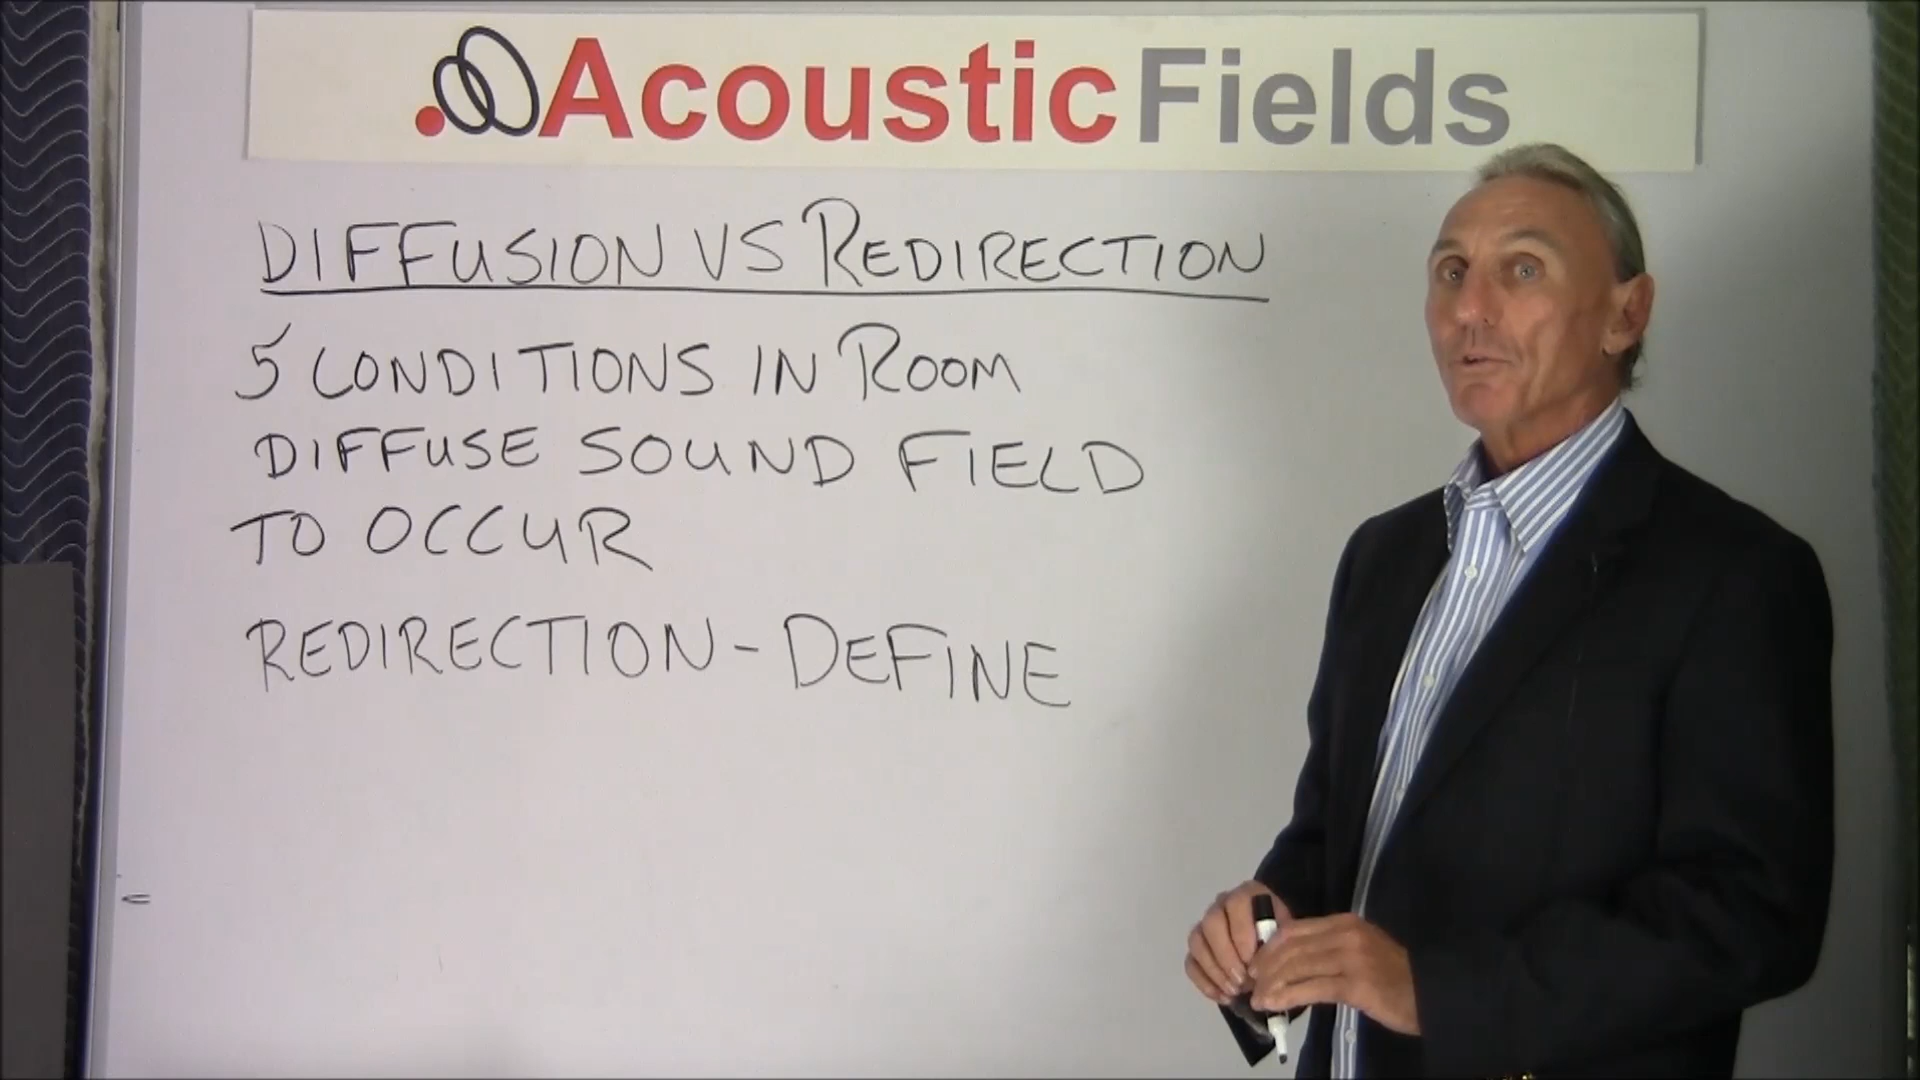 AcousticFields
DIFFUSION VS REDIRECTION
5 CONDITIONS IN ROOM
DIFFUSE SOUND FIELD
TO OCCUR
REDIRECTION - DEFINE